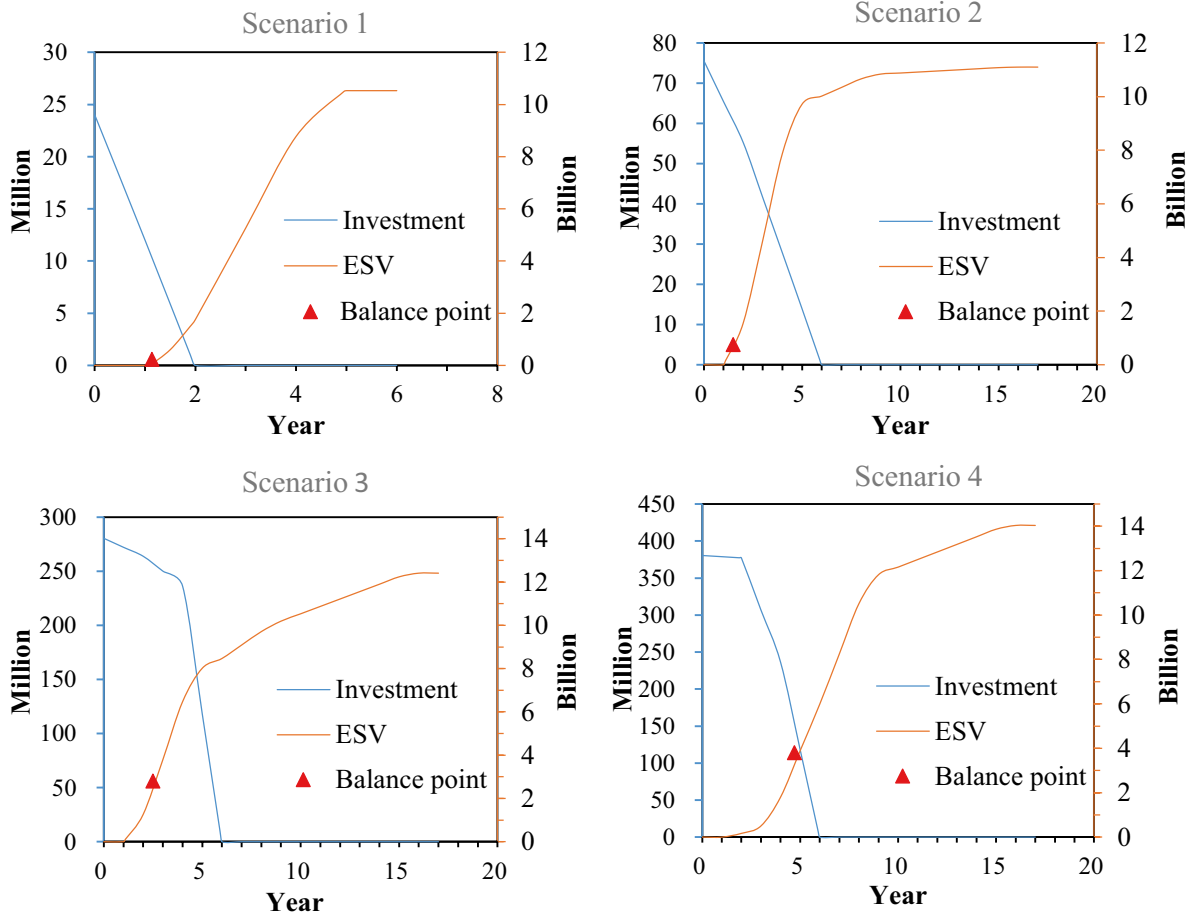 Scenario 1
30
25
20
15
10
5
0
Million
12
10
8
6
4
2
0
Billion
Investment
ESV
Balance point
0 2 4 6 8
Year
Scenario 2
80
70
60
50
40
30
20
10
0
Million
12
10
8
6
4
2
0
Billion
Investment
ESV
Balance point
0 5 10 15 20
Year
Scenario 3
300
250
200
150
100
50
0
Million
14
12
10
8
6
4
2
0
Billion
Investment
ESV
Balance point
0 5 10 15 20
Year
Scenario 4
450
400
350
300
250
200
150
100
50
0
Million
14
12
10
8
6
4
2
0
Billion
Investment
ESV
Balance point
0 5 10 15 20
Year